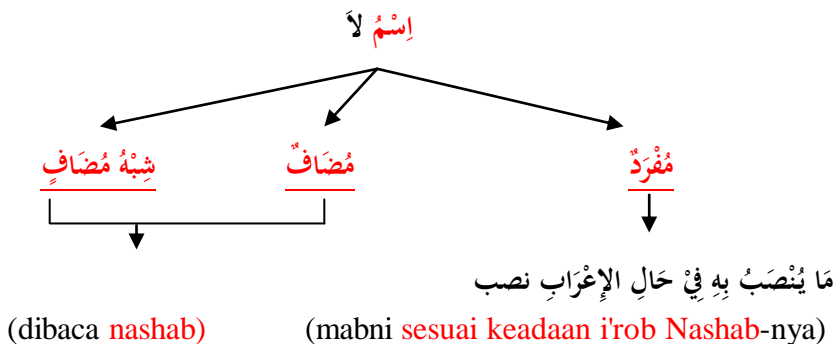 اِسْمُ لاَ
مُفْرَدٌ مُضَافٌ شِبْهُ مُضَافٍ
مَا يُنْصَبُ بِهِ فِيْ حَالِ الإِعْرَابِ نصب
(dibaca nashab) (mabni sesuai keadaan i'rob Nashab-nya)